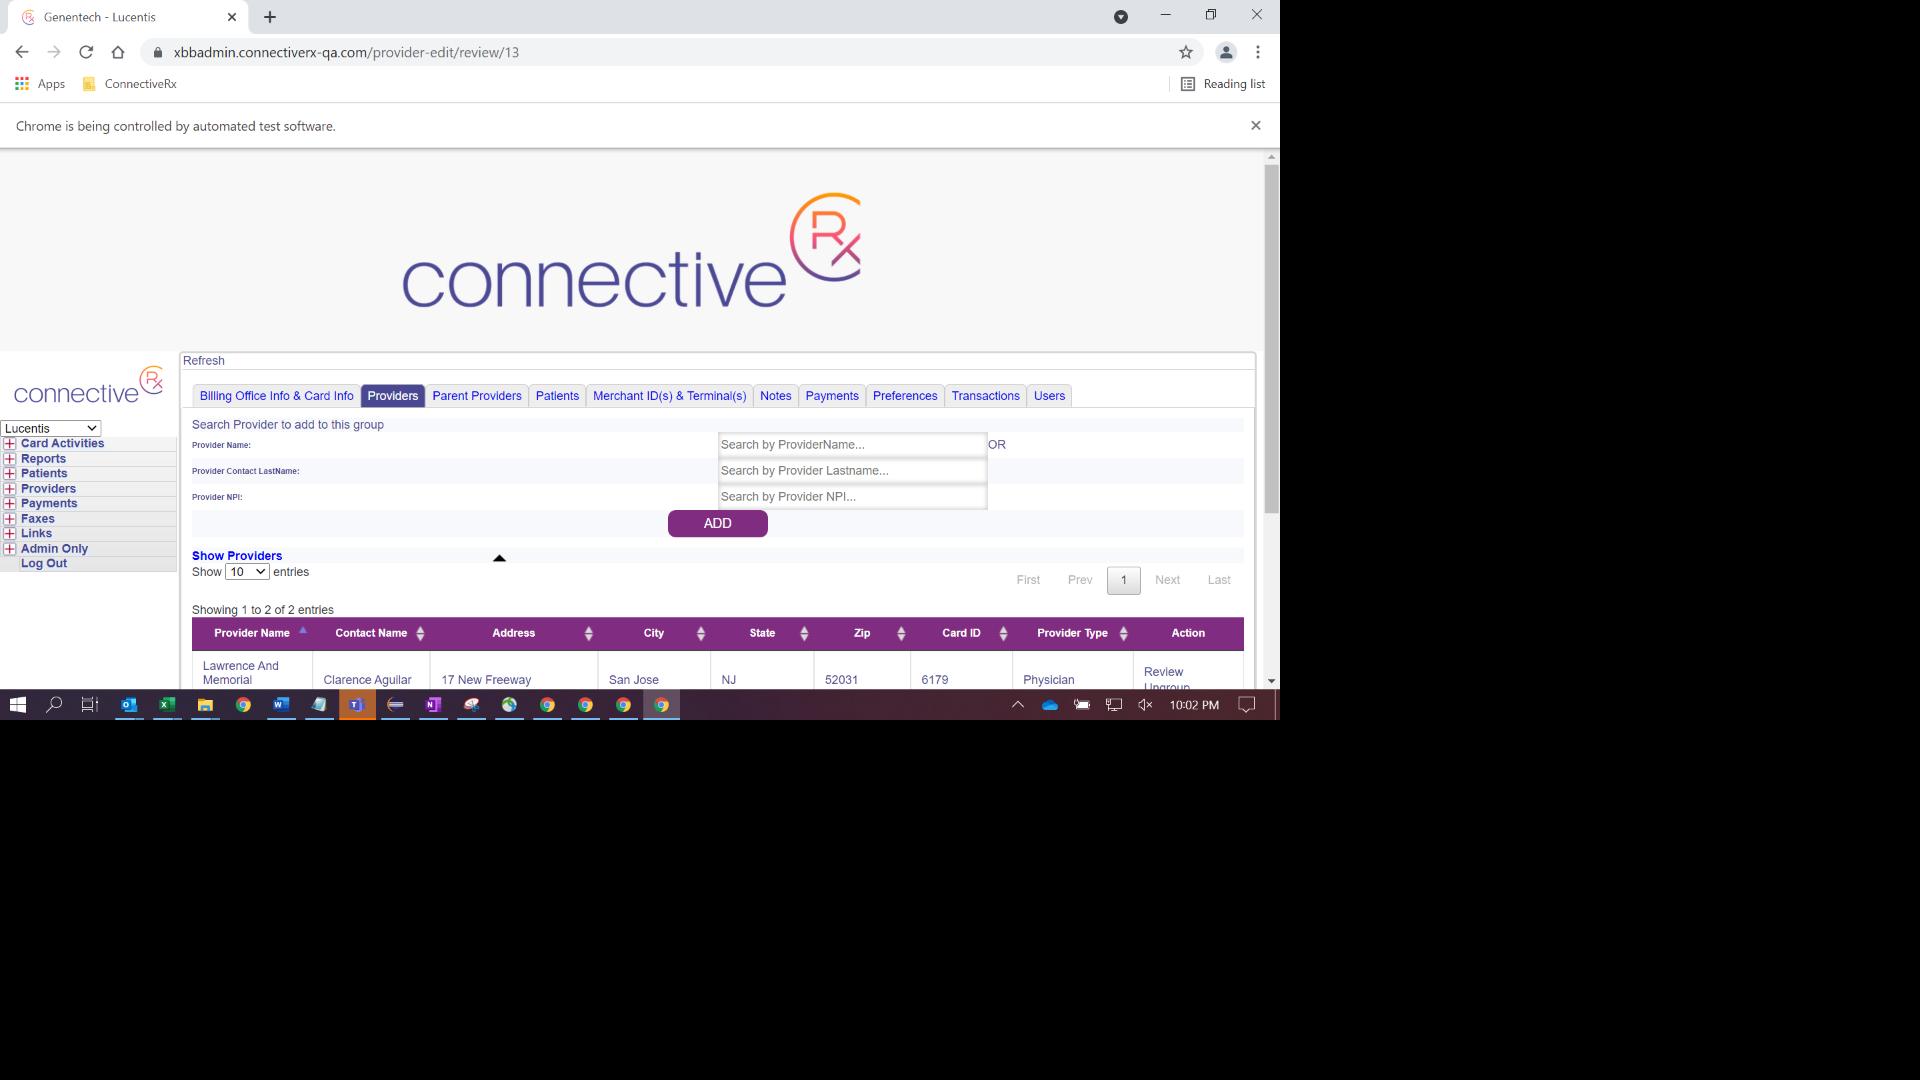 Genentech - Lucentis
xbbadmin.connectiverx-qa.com/provider-edit/review/13
Apps
ConnectiveRx
Reading list
Chrome is being controlled by automated test software.
connective Rx
connective Rx
Lucentis
Card Activities
Reports
Patients
Providers
Payments
Faxes
Links
Admin Only
Log Out
Refresh
Billing Office Info & Card Info Providers Parent Providers Patients Merchant ID(s) & Terminal(s) Notes Payments Preferences Transactions Users
Search Provider to add to this group
Provider Name: Search by ProviderName... OR
Provider Contact LastName: Search by Provider Lastname...
Provider NPI: Search by Provider NPI...
ADD
Show Providers
Show 10 entries
First Prev 1 Next Last
Showing 1 to 2 of 2 entries
Provider Name Contact Name Address City State Zip Card ID Provider Type Action
Lawrence And
Memorial Clarence Aguilar 17 New Freeway San Jose NJ 52031 6179 Physician Review
Ungroup
10:02 PM